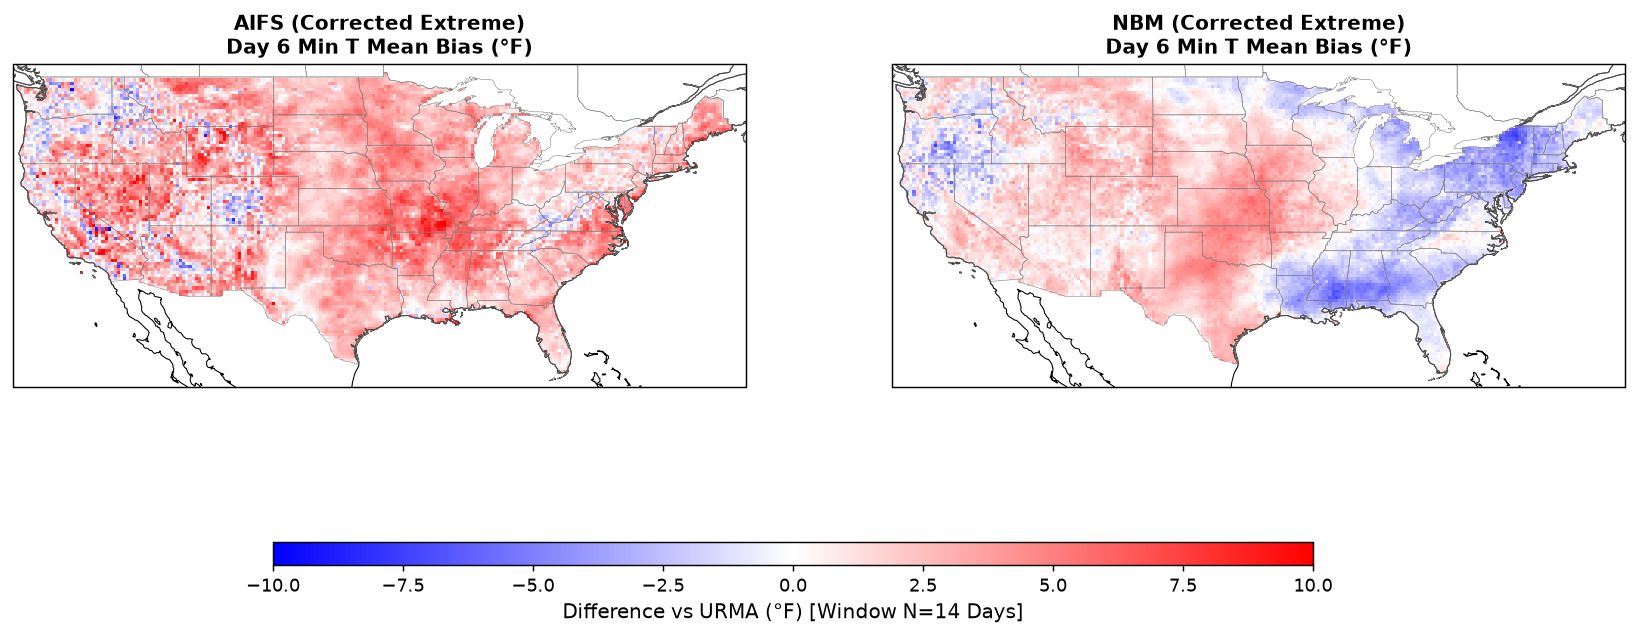 AIFS (Corrected Extreme)
Day 6 Min T Mean Bias (°F)
NBM (Corrected Extreme)
Day 6 Min T Mean Bias (°F)
−10.0 −7.5 −5.0 −2.5 0.0 2.5 5.0 7.5 10.0
Difference vs URMA (°F) [Window N=14 Days]